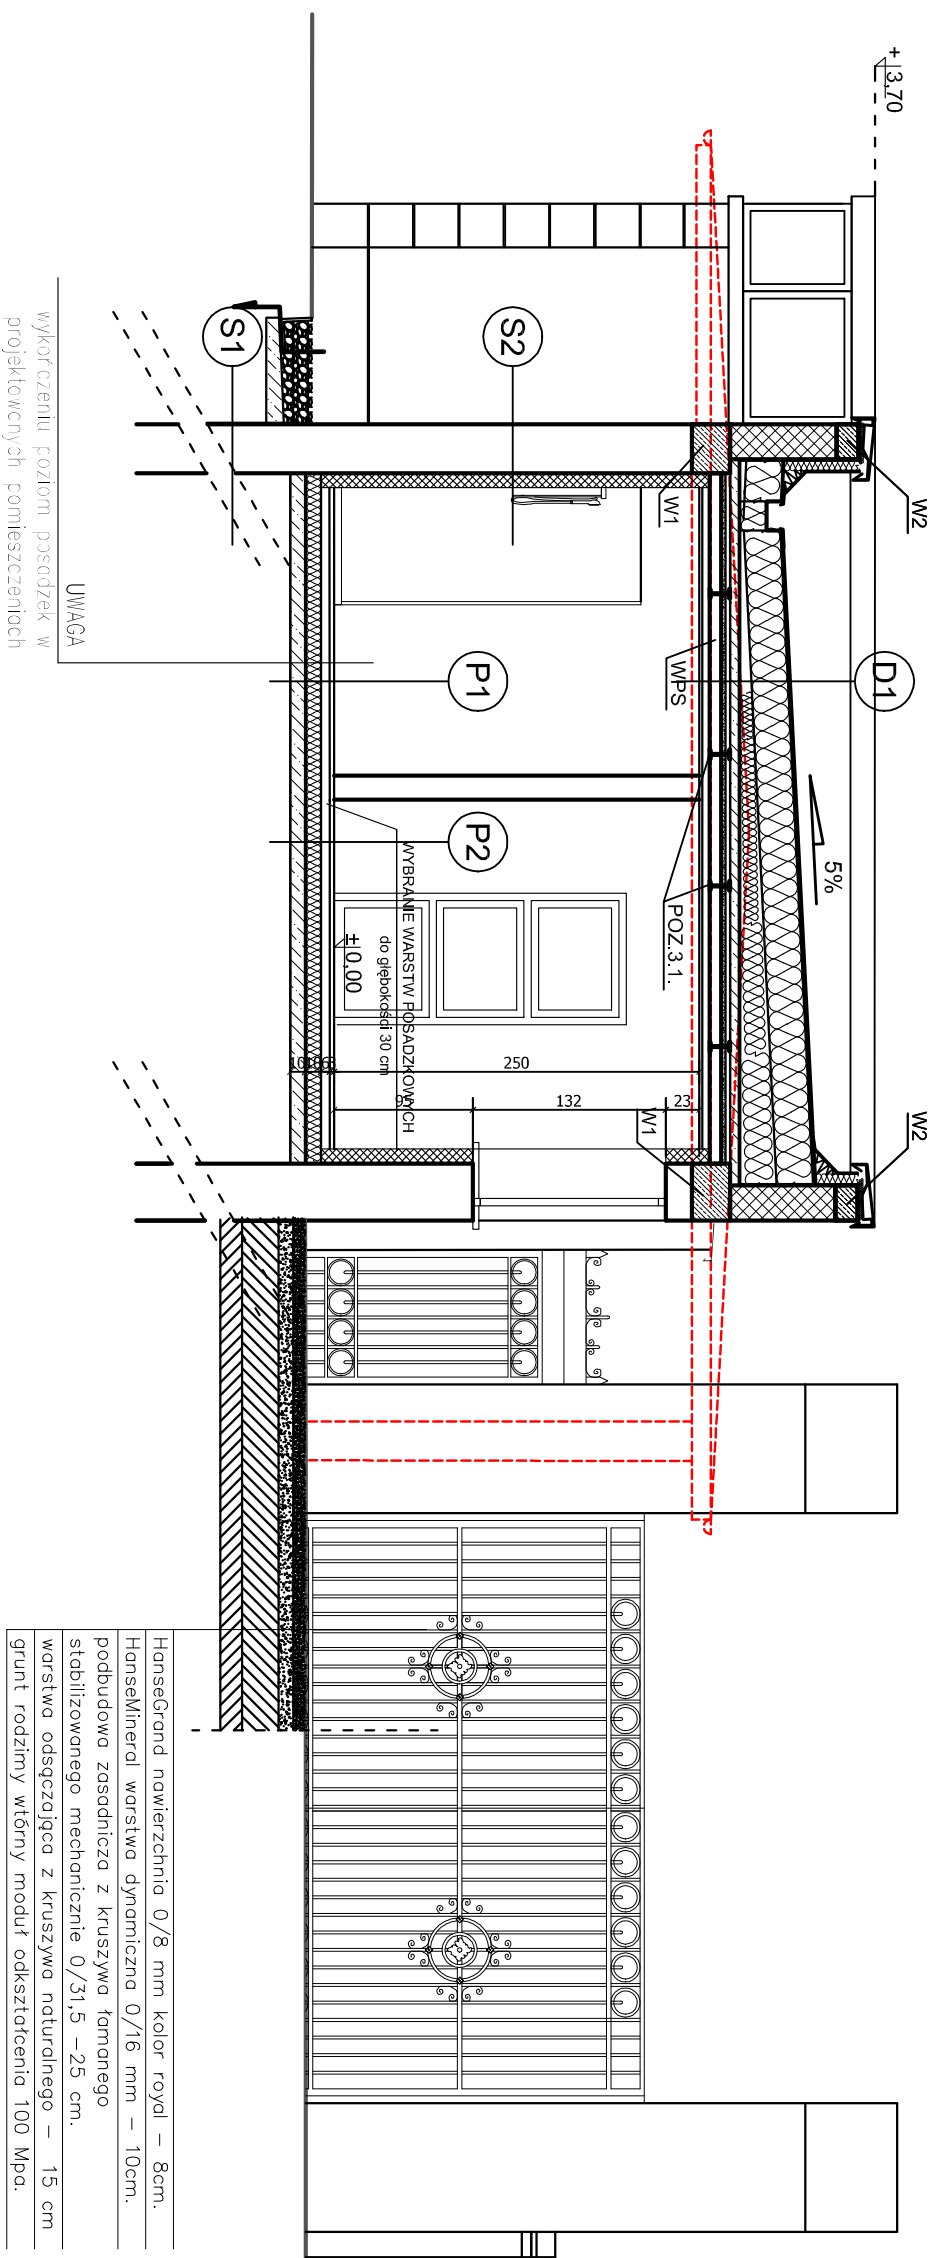 + 3,70
W2
W2
D1
5%
W1
WPS
POZ.3.1.
W1
S2
S1
P1
P2
WYBRANIE WARSTW POSADZKOWYCH
do głębokości 30 cm
±0,00
250
132
23
95
UWAGA
wykończeniu poziom posadzek w
projektowanych pomieszczeniach
HanseGrand nawierzchnia 0/8 mm kolor royal – 8cm.
HanseMineral warstwa dynamiczna 0/16 mm – 10cm.
podbudowa zasadnicza z kruszywa łamanego
stabilizowanego mechanicznie 0/31,5 –25 cm.
warstwa odsączająca z kruszywa naturalnego – 15 cm
grunt rodzimy wtórny moduł odkształcenia 100 Mpa.